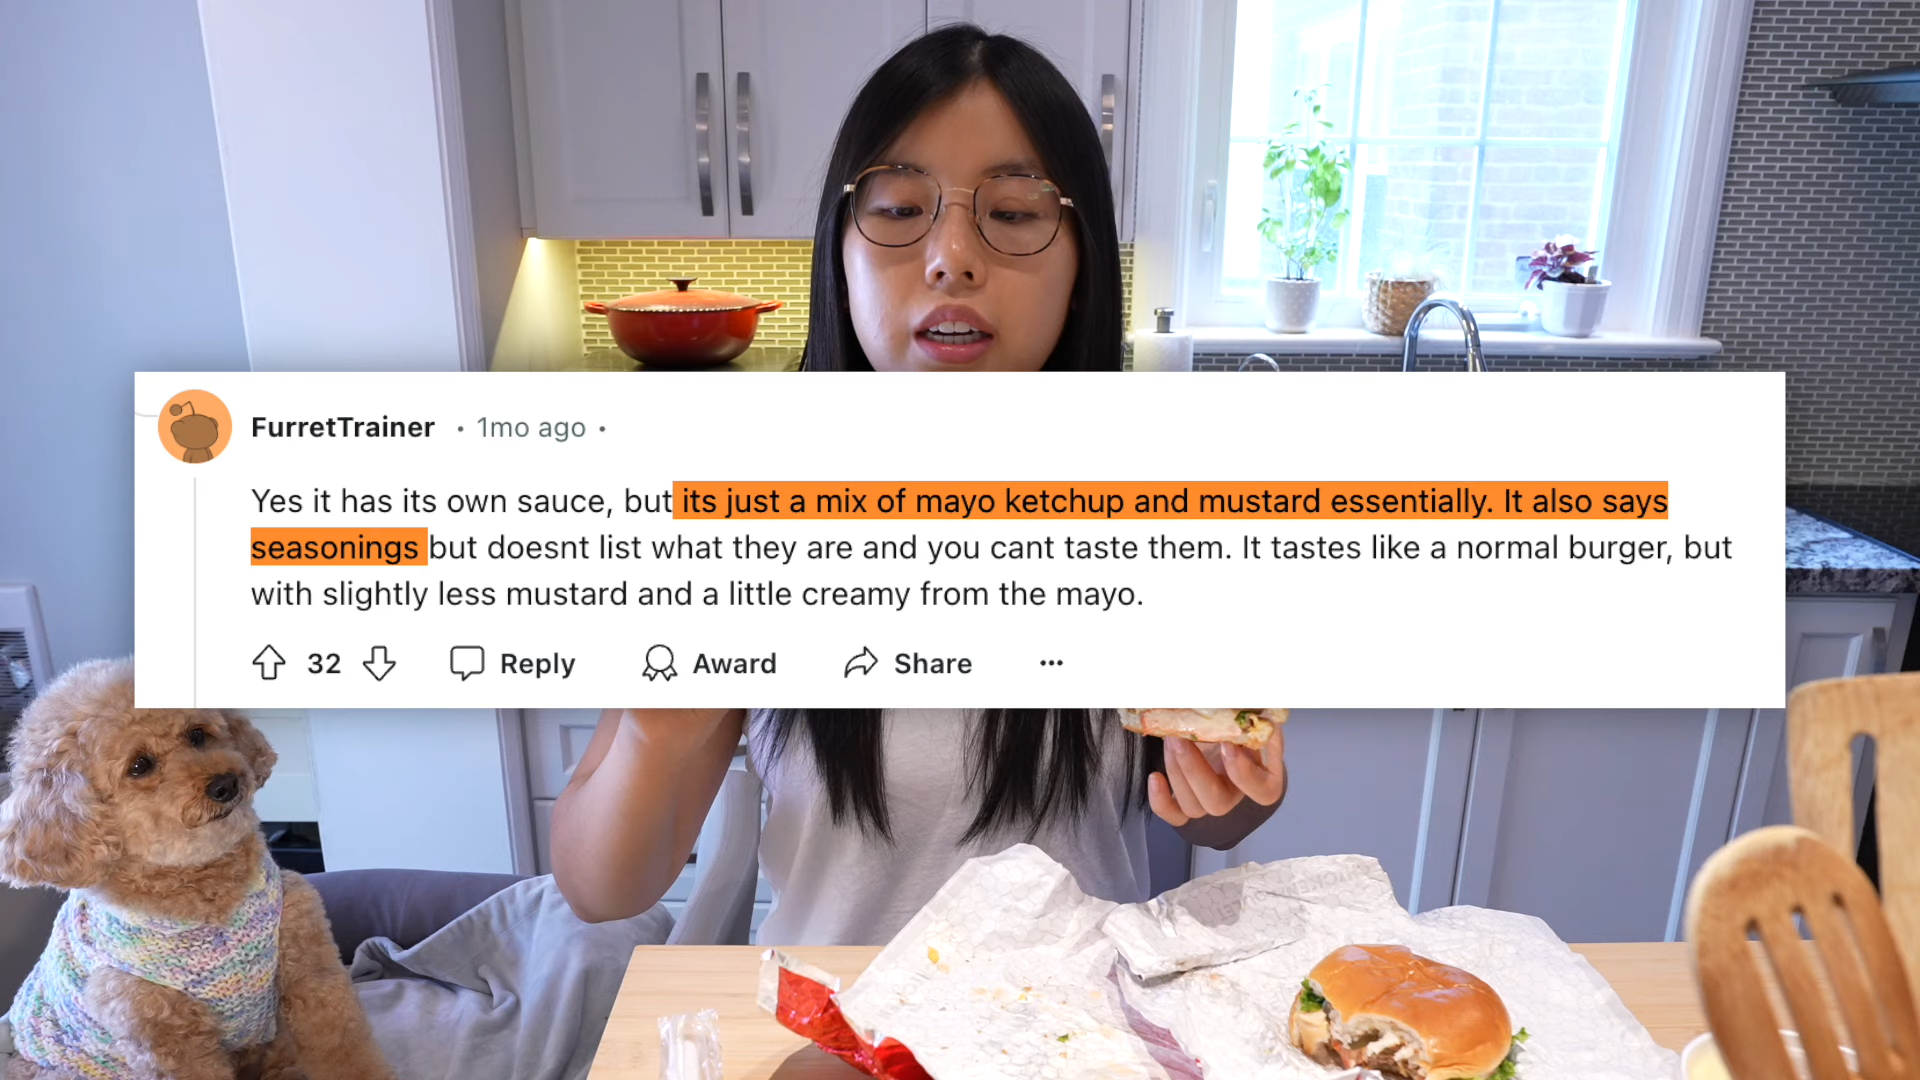 FurretTrainer • 1mo ago •
Yes it has its own sauce, but its just a mix of mayo ketchup and mustard essentially. It also says
seasonings but doesnt list what they are and you cant taste them. It tastes like a normal burger, but
with slightly less mustard and a little creamy from the mayo.
32 Reply Award Share ...